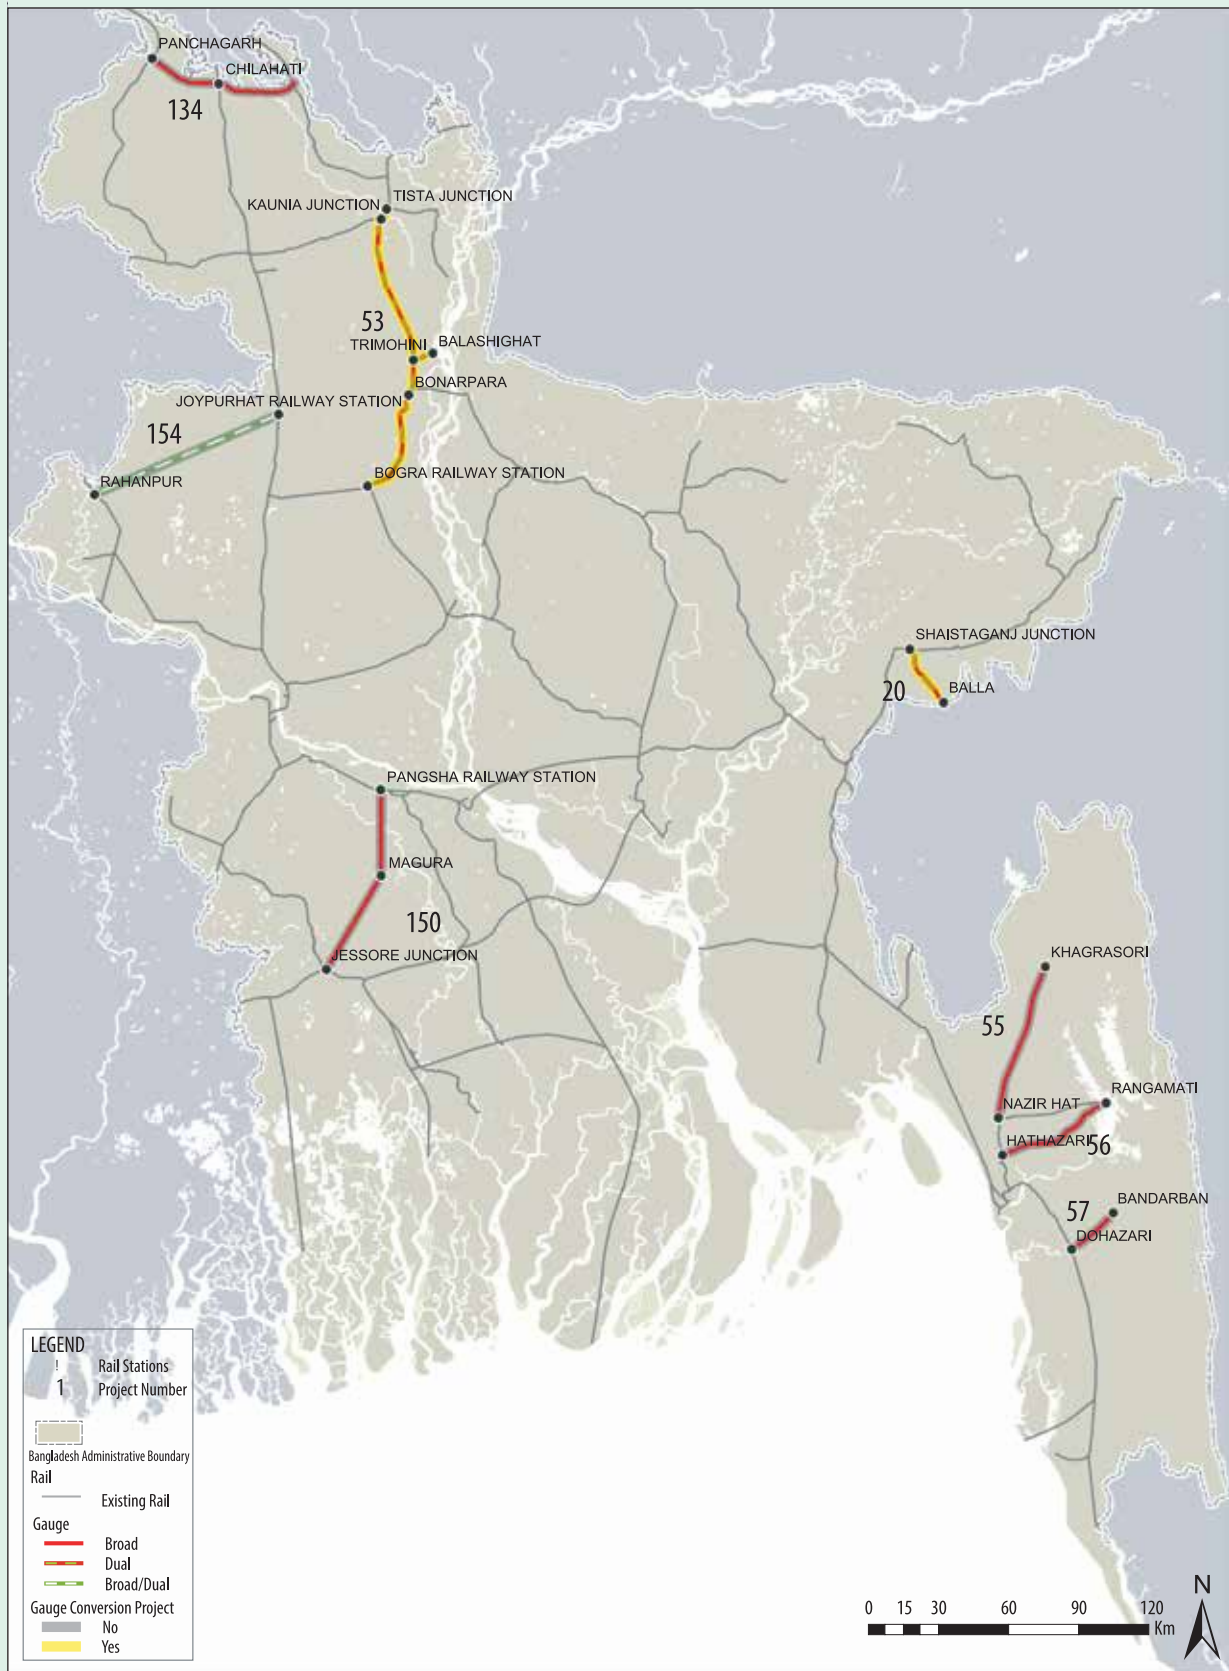 PANCHAGARH
CHILAHATI
134
TISTA JUNCTION
KAUNIA JUNCTION
53
BALASHIGHAT
TRIMOHINI
BONARPARA
JOYPURHAT RAILWAY STATION
154
BOGRA RAILWAY STATION
RAHANPUR
SHAISTAGANJ JUNCTION
20
BALLA
PANGSHA RAILWAY STATION
MAGURA
150
JESSORE JUNCTION
KHAGRASORI
55
RANGAMATI
NAZIR HAT
HATHAZARI
56
BANDARBAN
57
DOHAZARI
LEGEND
! Rail Stations
1 Project Number
Bangladesh Administrative Boundary
Rail
Existing Rail
Gauge
Broad
Dual
Broad/Dual
Gauge Conversion Project
No
Yes
N
0 15 30 60 90 120
Km